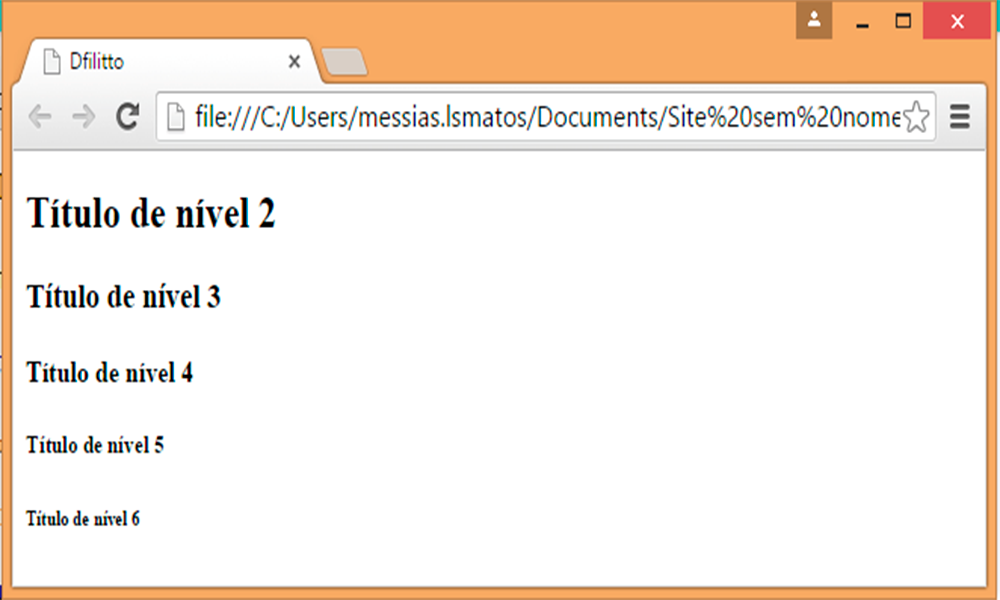 Dfilitto
file:///C:/Users/messias.lsmatos/Documents/Site%20sem%20nome
Título de nível 2
Título de nível 3
Título de nível 4
Título de nível 5
Título de nível 6